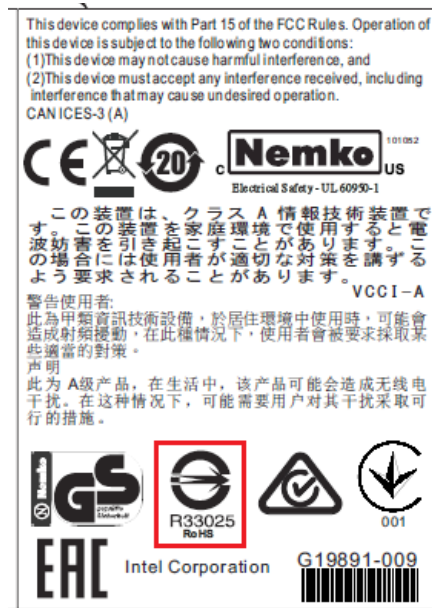 This device complies with Part 15 of the FCC Rules. Operation of
this device is subject to the following two conditions:
(1)This device may not cause harmful interference, and
(2)This device must accept any interference received, including
interference that may cause undesired operation.
CAN ICES-3 (A)
CE
20
c Nemko US
101052
Electrical Safety - UL 60950-1
この装置は、クラス A 情報技術装置で
す。この装置を家庭環境で使用すると電
波妨害を引き起こすことがあります。こ
の場合には使用者が適切な対策を講ずる
よう要求されることがあります。
VCCI-A
警告使用者:
此為甲類資訊技術設備，於居住環境中使用時，可能會
造成射頻擾動，在此種情況下，使用者會被要求採取某
些適當的對策。
声明
此为 A级产品，在生活中，该产品可能会造成无线电
干扰。在这种情况下，可能需要用户对其干扰采取可
行的措施。
Nemko
GS
geprüfte
Sicherheit
R33025
RoHS
001
EAC
Intel Corporation
G19891-009